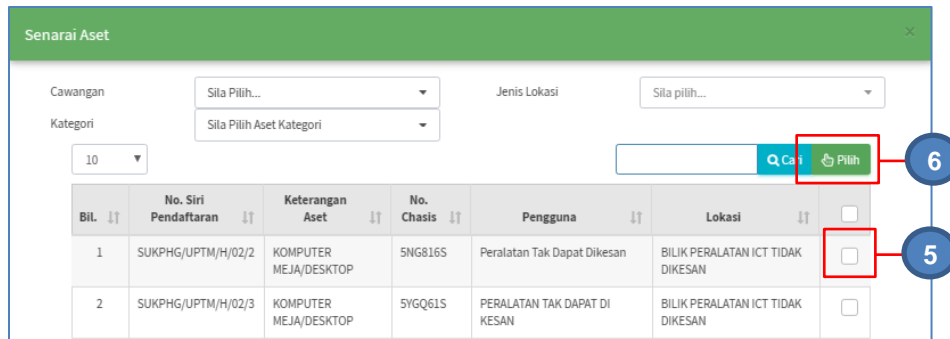 Senarai Aset ×
Cawangan Sila Pilih... Jenis Lokasi Sila pilih...
Kategori Sila Pilih Aset Kategori
10 Cari Pilih 6
Bil. No. Siri Pendaftaran Keterangan Aset No. Chasis Pengguna Lokasi
1 SUKPHG/UPTM/H/02/2 KOMPUTER MEJA/DESKTOP 5NG816S Peralatan Tak Dapat Dikesan BILIK PERALATAN ICT TIDAK DIKESAN 5
2 SUKPHG/UPTM/H/02/3 KOMPUTER MEJA/DESKTOP 5YGQ61S PERALATAN TAK DAPAT DI KESAN BILIK PERALATAN ICT TIDAK DIKESAN